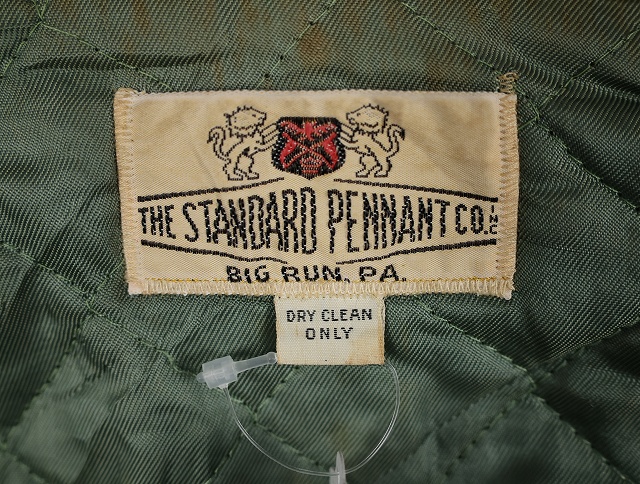 THE STANDARD PENNANT CO. INC
BIG RUN, PA.
DRY CLEAN
ONLY